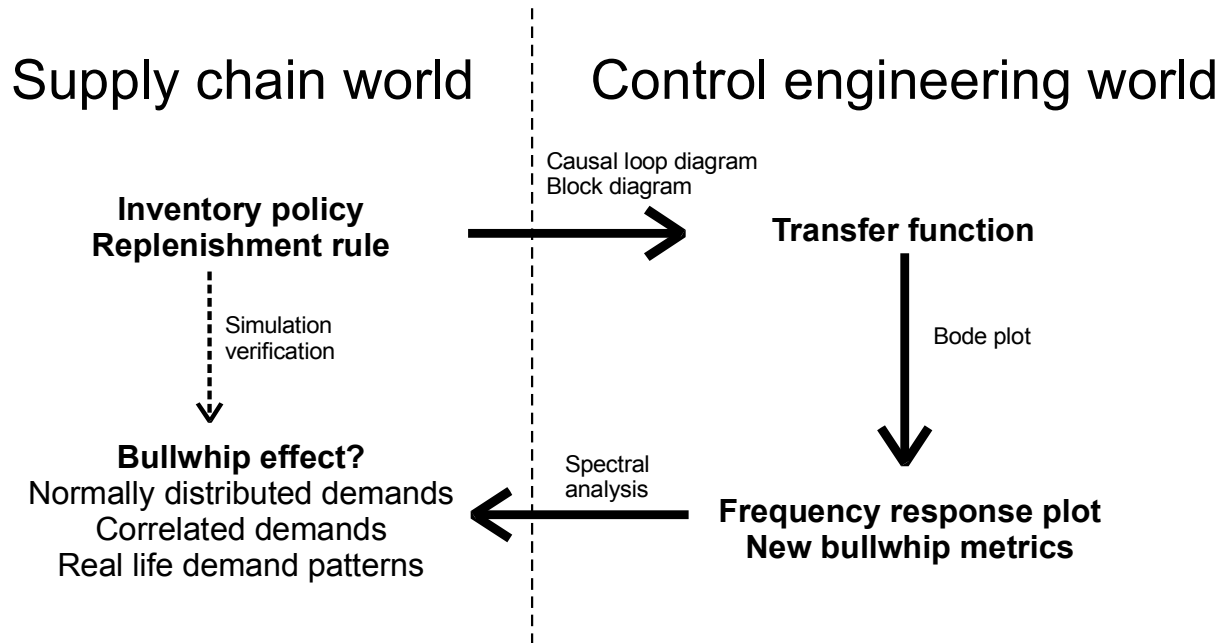 Supply chain world
Control engineering world
Causal loop diagram
Block diagram
Inventory policy
Replenishment rule
Transfer function
Simulation
verification
Bode plot
Bullwhip effect?
Normally distributed demands
Correlated demands
Real life demand patterns
Spectral
analysis
Frequency response plot
New bullwhip metrics